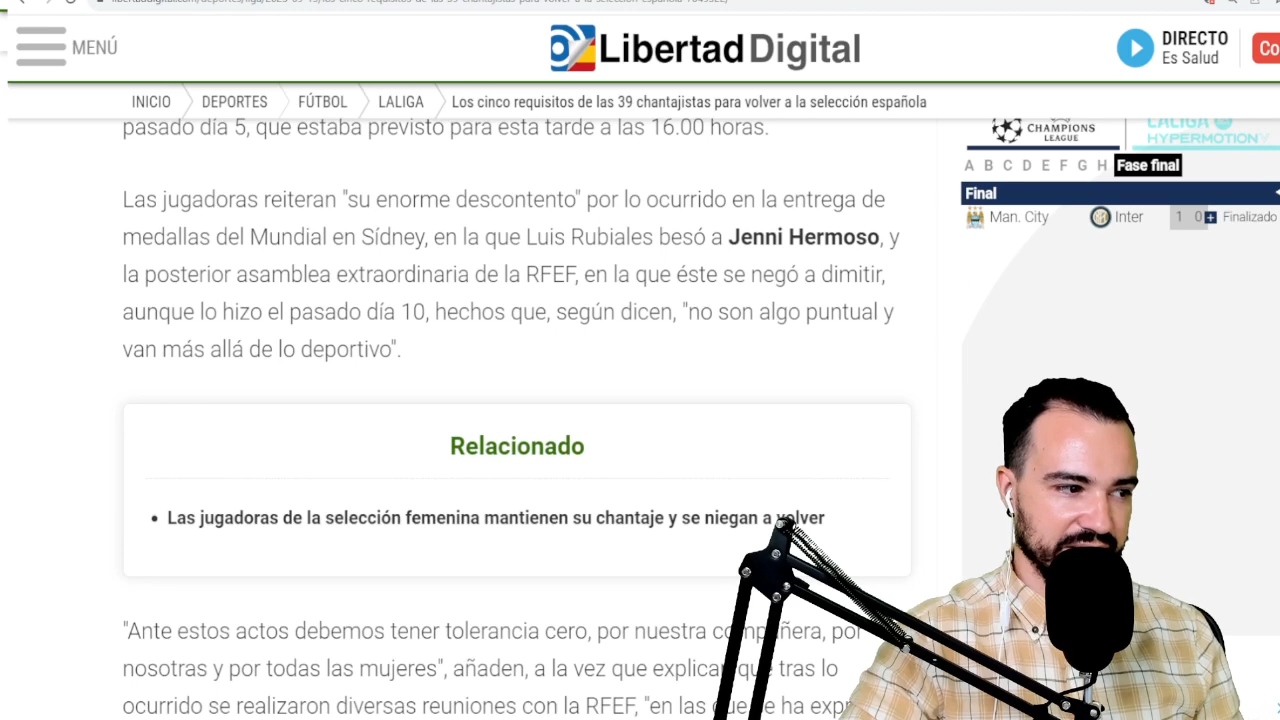 MENÚ
Libertad Digital
DIRECTO
Es Salud
Co
INICIO
DEPORTES
FÚTBOL
LALIGA
Los cinco requisitos de las 39 chantajistas para volver a la selección española
pasado día 5, que estaba previsto para esta tarde a las 16.00 horas.
CHAMPIONS
LEAGUE
LALIGA
HYPERMOTION
A B C D E F G H Fase final
Final
Man. City
Inter
1 0
Finalizado
Las jugadoras reiteran "su enorme descontento" por lo ocurrido en la entrega de
medallas del Mundial en Sídney, en la que Luis Rubiales besó a Jenni Hermoso, y
la posterior asamblea extraordinaria de la RFEF, en la que éste se negó a dimitir,
aunque lo hizo el pasado día 10, hechos que, según dicen, "no son algo puntual y
van más allá de lo deportivo".
Relacionado
• Las jugadoras de la selección femenina mantienen su chantaje y se niegan a volver
"Ante estos actos debemos tener tolerancia cero, por nuestra compañera, por
nosotras y por todas las mujeres", añaden, a la vez que explican que tras lo
ocurrido se realizaron diversas reuniones con la RFEF, "en las que se ha expr